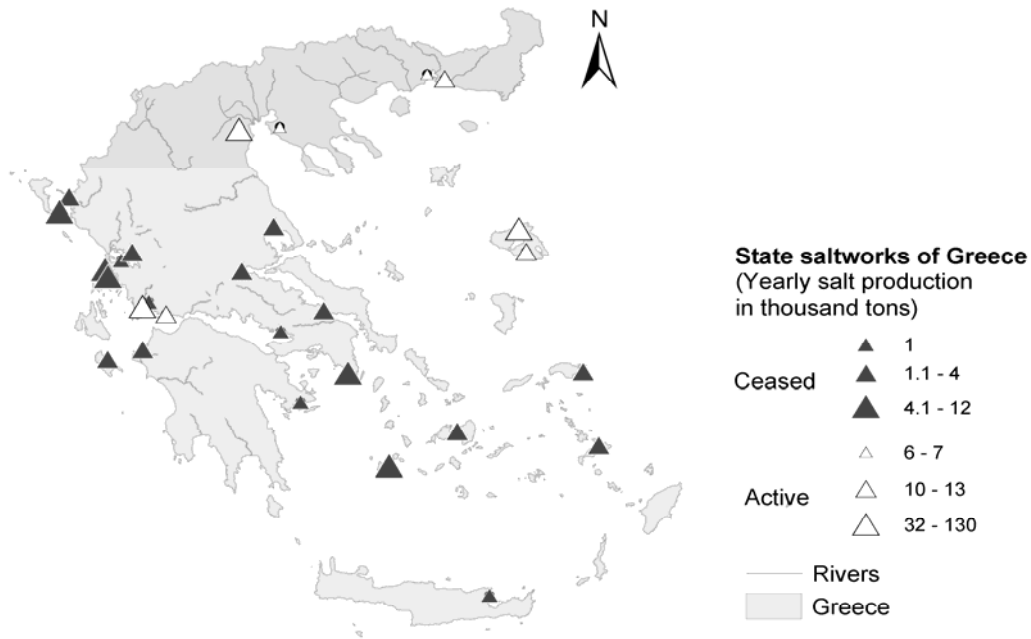 N
State saltworks of Greece
(Yearly salt production
in thousand tons)
Ceased
1
1.1 - 4
4.1 - 12
Active
6 - 7
10 - 13
32 - 130
Rivers
Greece